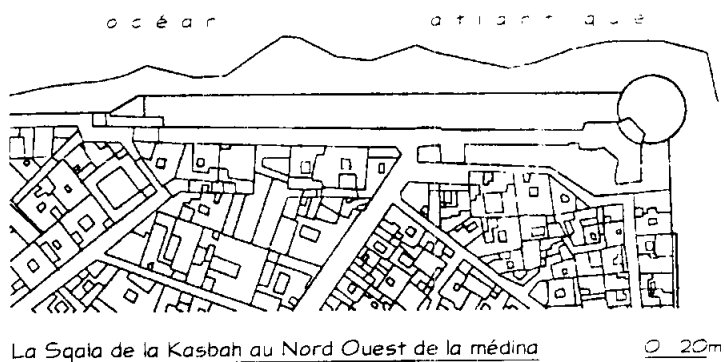 océan atlantique
La Sqala de la Kasbah au Nord Ouest de la médina 0 20m